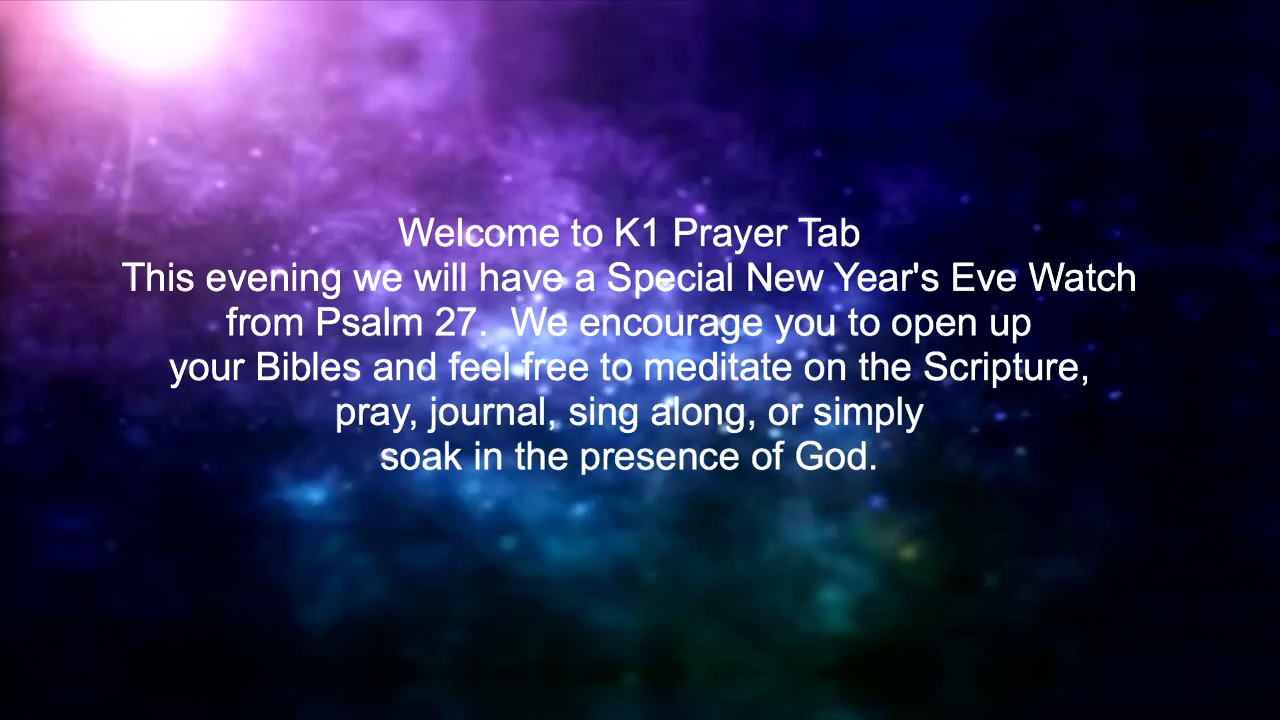 Welcome to K1 Prayer Tab
This evening we will have a Special New Year's Eve Watch
from Psalm 27.  We encourage you to open up
your Bibles and feel free to meditate on the Scripture,
pray, journal, sing along, or simply
soak in the presence of God.